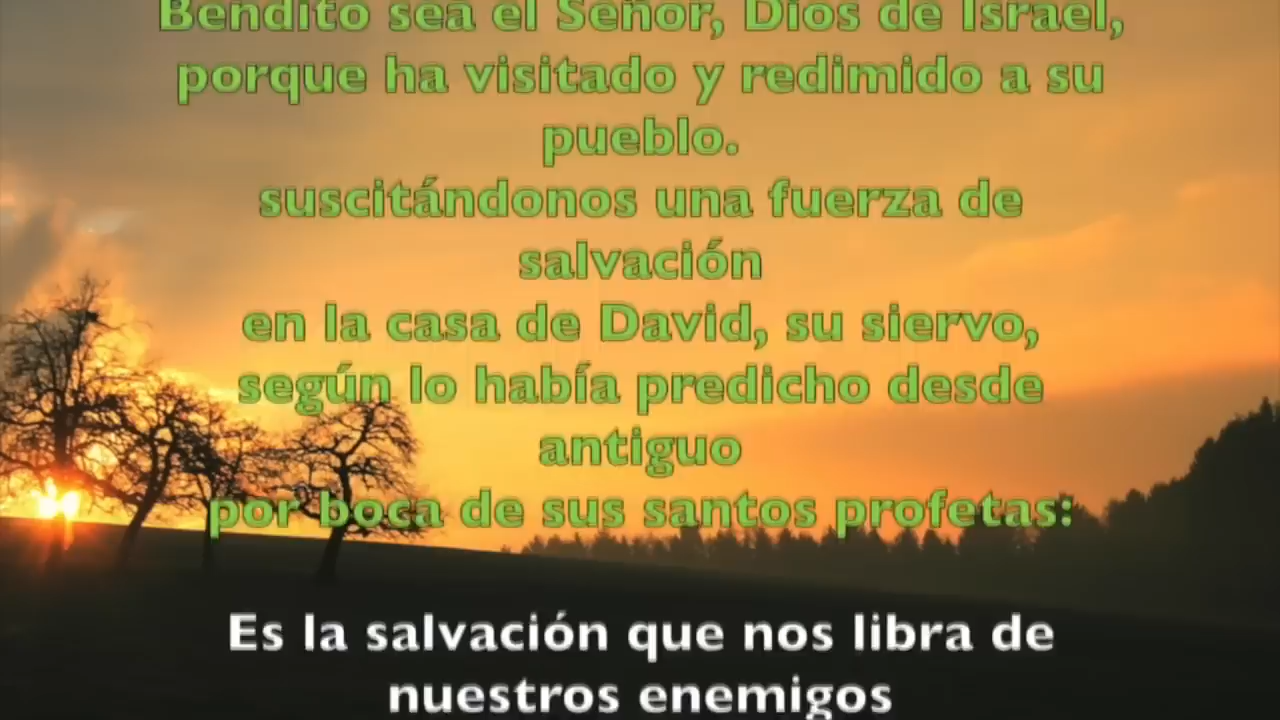 Bendito sea el Señor, Dios de Israel,
porque ha visitado y redimido a su
pueblo.
suscitándonos una fuerza de
salvación
en la casa de David, su siervo,
según lo había predicho desde
antiguo
por boca de sus santos profetas:
Es la salvación que nos libra de
nuestros enemigos